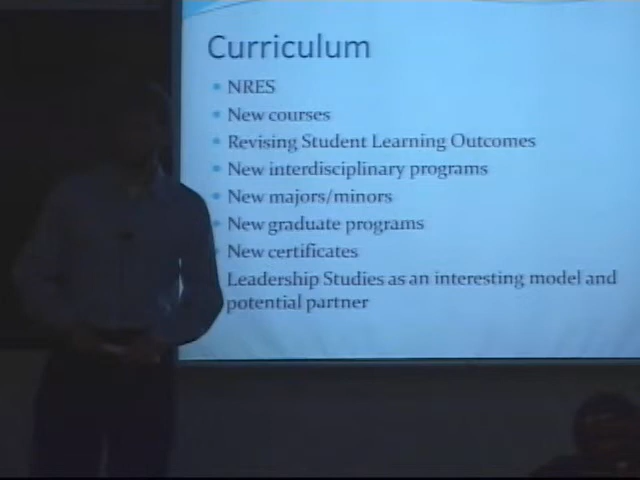 Curriculum
NRES
New courses
Revising Student Learning Outcomes
New interdisciplinary programs
New majors/minors
New graduate programs
New certificates
Leadership Studies as an interesting model and
potential partner